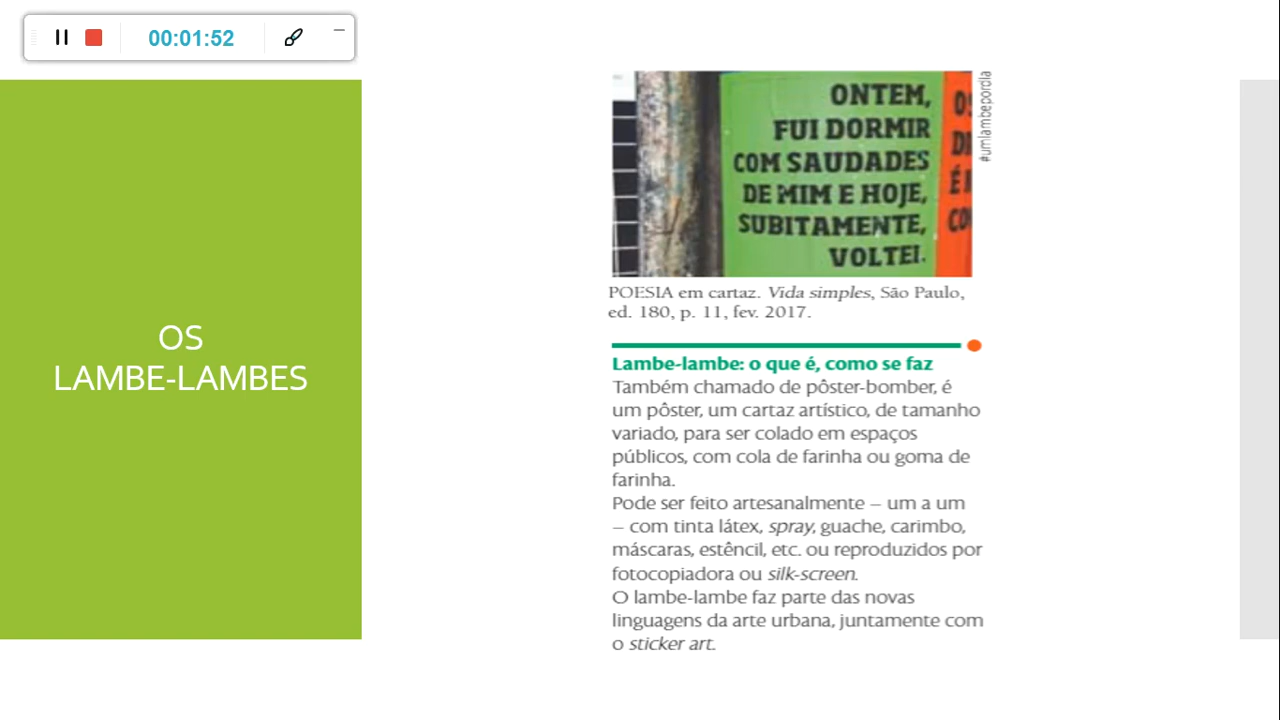 00:01:52
OS
LAMBE-LAMBES
ONTEM,
FUI DORMIR
COM SAUDADES
DE MIM E HOJE,
SUBITAMENTE,
VOLTEI.
#umlambepordia
POESIA em cartaz. Vida simples, São Paulo,
ed. 180, p. 11, fev. 2017.
Lambe-lambe: o que é, como se faz
Também chamado de pôster-bomber, é
um pôster, um cartaz artístico, de tamanho
variado, para ser colado em espaços
públicos, com cola de farinha ou goma de
farinha.
Pode ser feito artesanalmente – um a um
– com tinta látex, spray, guache, carimbo,
máscaras, estêncil, etc. ou reproduzidos por
fotocopiadora ou silk-screen.
O lambe-lambe faz parte das novas
linguagens da arte urbana, juntamente com
o sticker art.